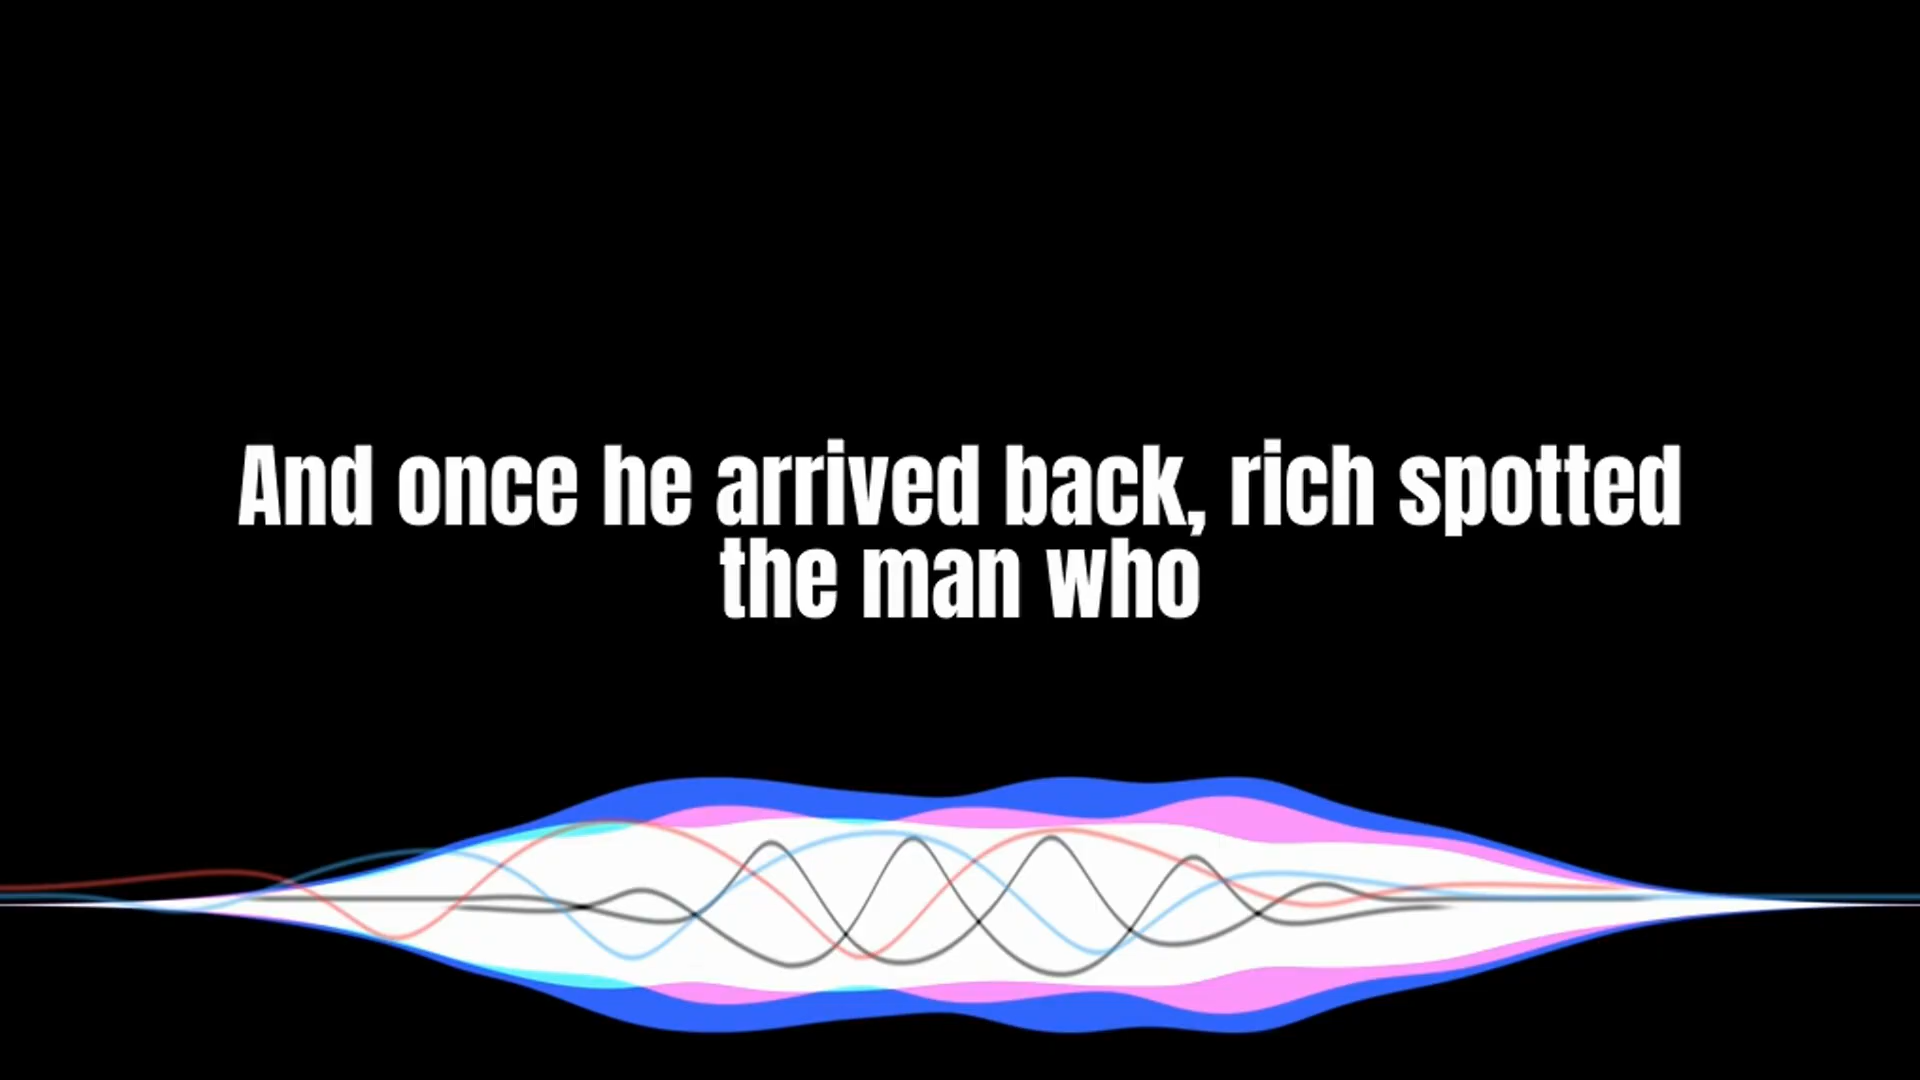 And once he arrived back, rich spotted
the man who